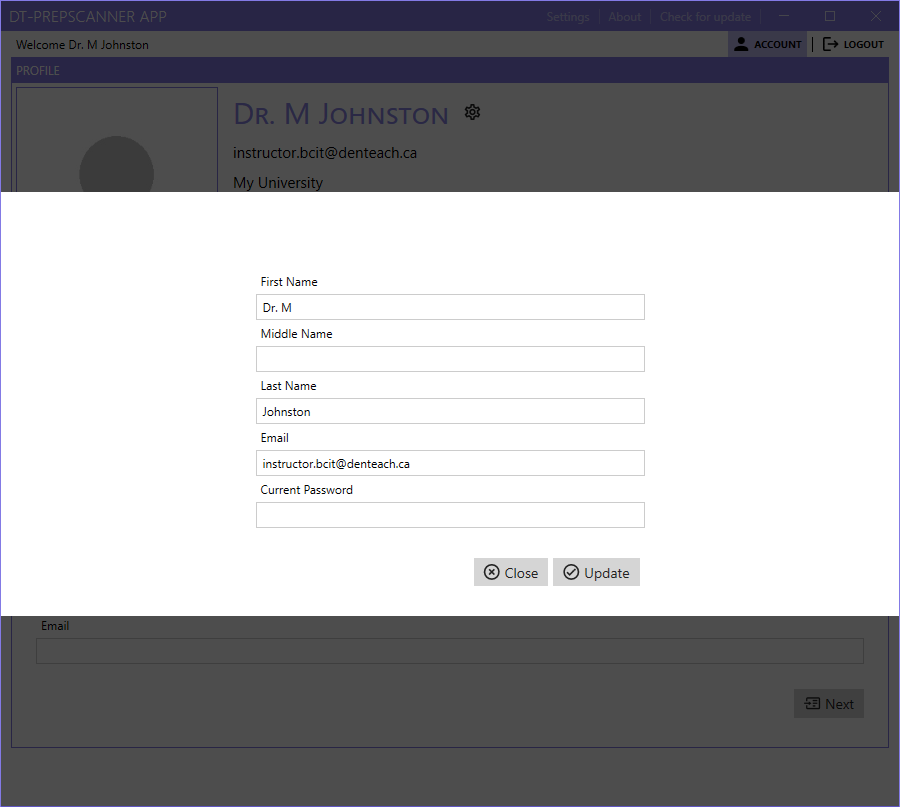 DT-PREPSCANNER APP
Settings
About
Check for update
Welcome Dr. M Johnston
ACCOUNT
LOGOUT
PROFILE
Dr. M Johnston
instructor.bcit@denteach.ca
My University
First Name
Dr. M
Middle Name
Last Name
Johnston
Email
instructor.bcit@denteach.ca
Current Password
Close
Update
Email
Next